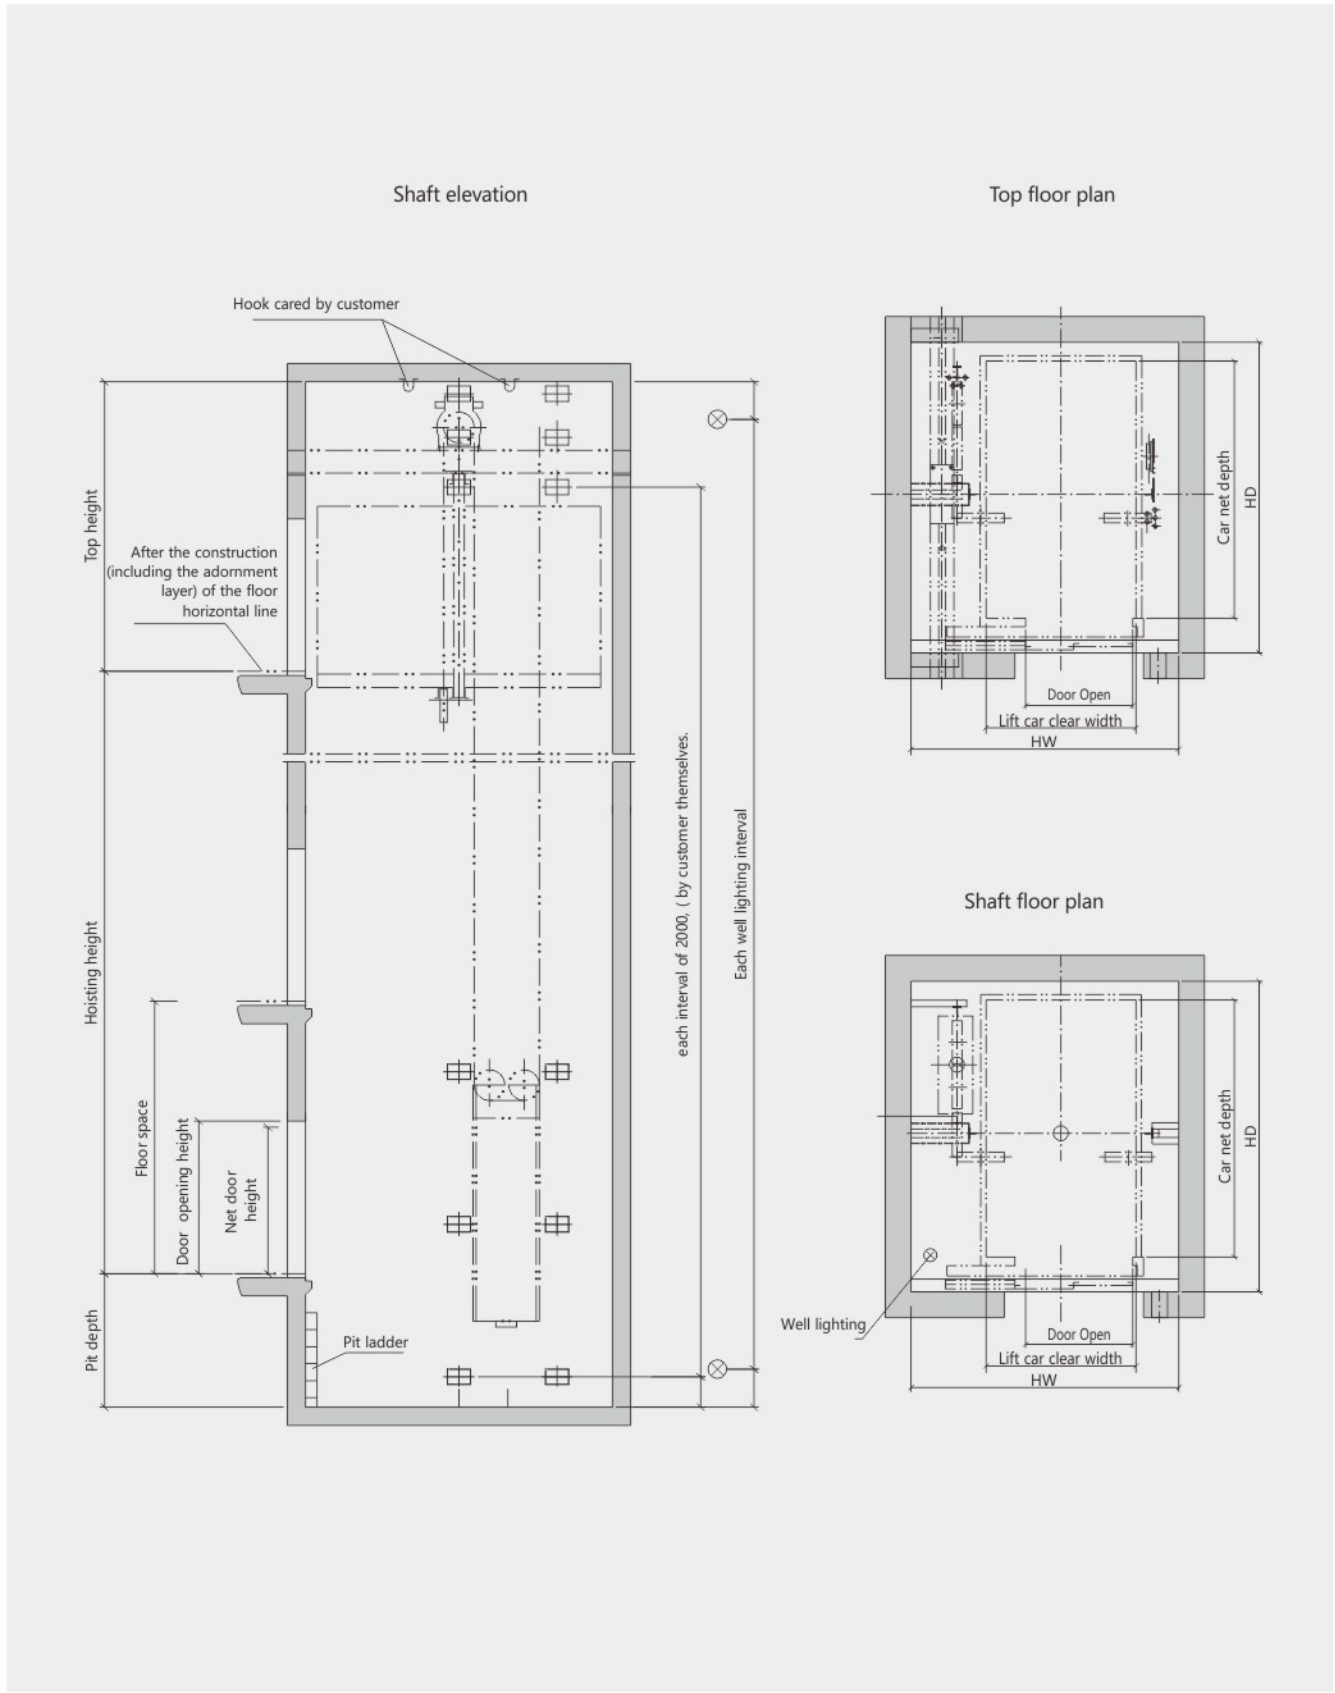 Shaft elevation
Top floor plan
Hook cared by customer
Top height
After the construction
(including the adornment
layer) of the floor
horizontal line
Hoisting height
Floor space
Door opening height
Net door
height
Pit depth
Pit ladder
each interval of 2000, ( by customer themselves.
Each well lighting interval
Car net depth
HD
Door Open
Lift car clear width
HW
Shaft floor plan
Car net depth
HD
Well lighting
Door Open
Lift car clear width
HW